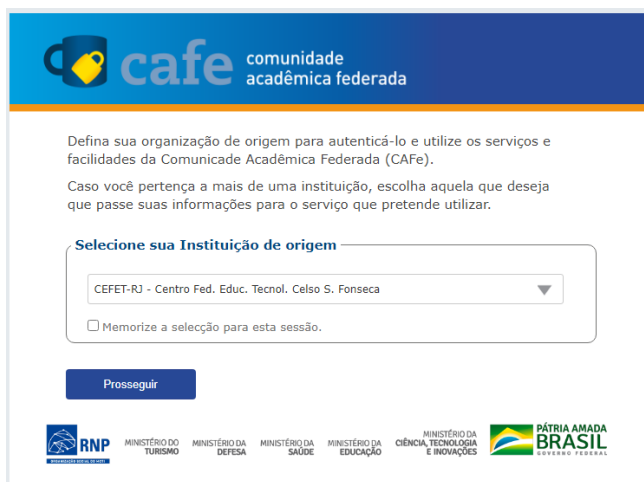 cafe comunidade
acadêmica federada
Defina sua organização de origem para autenticá-lo e utilize os serviços e
facilidades da Comunicade Acadêmica Federada (CAFe).
Caso você pertença a mais de uma instituição, escolha aquela que deseja
que passe suas informações para o serviço que pretende utilizar.
Selecione sua Instituição de origem
CEFET-RJ - Centro Fed. Educ. Tecnol. Celso S. Fonseca
Memorize a selecção para esta sessão.
Prosseguir
RNP
ORGANIZAÇÃO SOCIAL DO MCTI
MINISTÉRIO DO
TURISMO
MINISTÉRIO DA
DEFESA
MINISTÉRIO DA
SAÚDE
MINISTÉRIO DA
EDUCAÇÃO
MINISTÉRIO DA
CIÊNCIA, TECNOLOGIA
E INOVAÇÕES
PÁTRIA AMADA
BRASIL
GOVERNO FEDERAL